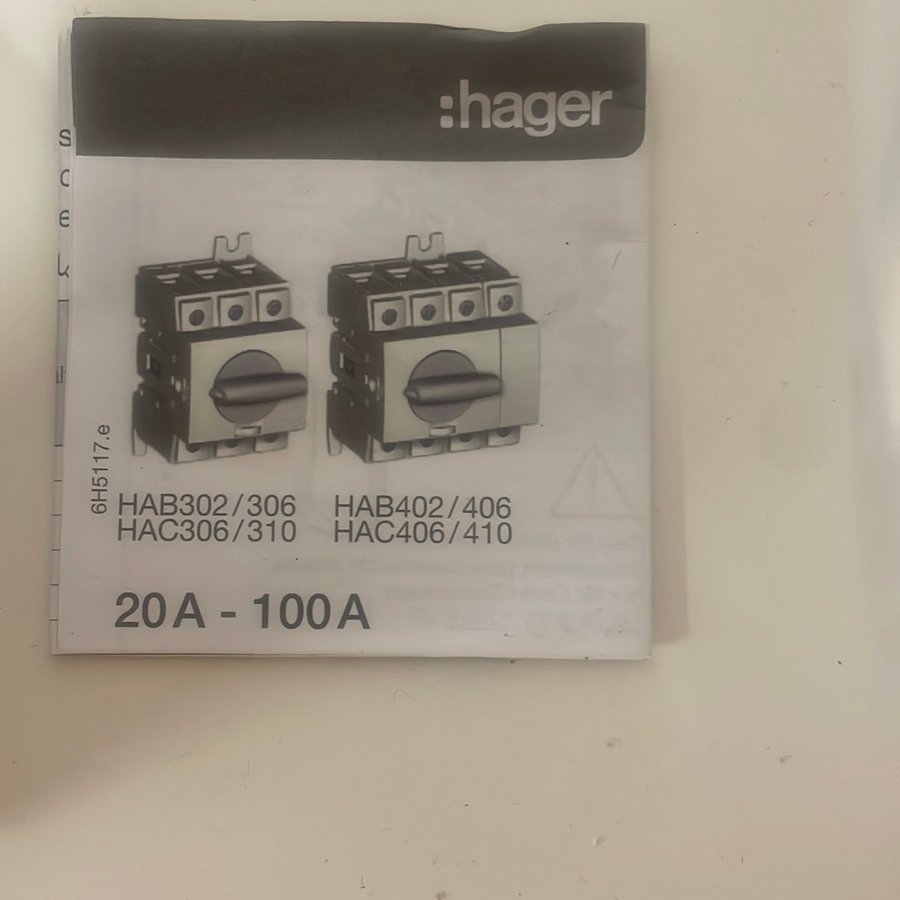 :hager
6H5117.e
HAB302/306
HAC306/310
HAB402/406
HAC406/410
20A - 100A